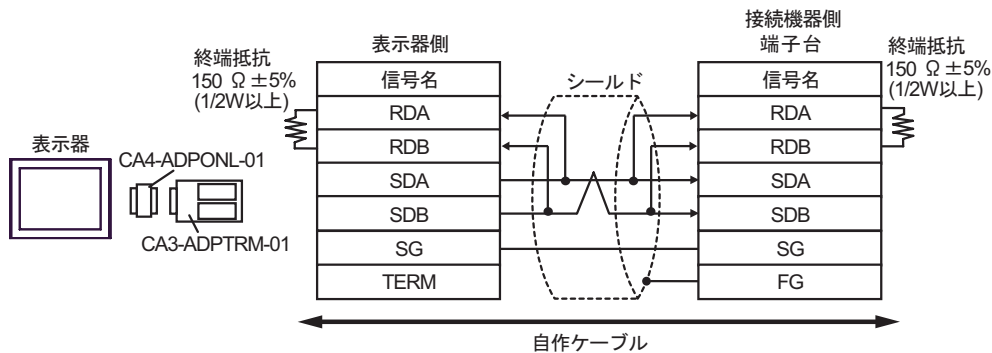 接続機器側
表示器側
端子台
終端抵抗
150 Ω ±5%
(1/2W以上)
終端抵抗
150 Ω ±5%
(1/2W以上)
信号名
シールド
信号名
RDA
RDA
RDB
RDB
表示器
CA4-ADPONL-01
SDA
SDA
SDB
SDB
CA3-ADPTRM-01
SG
SG
TERM
FG
自作ケーブル